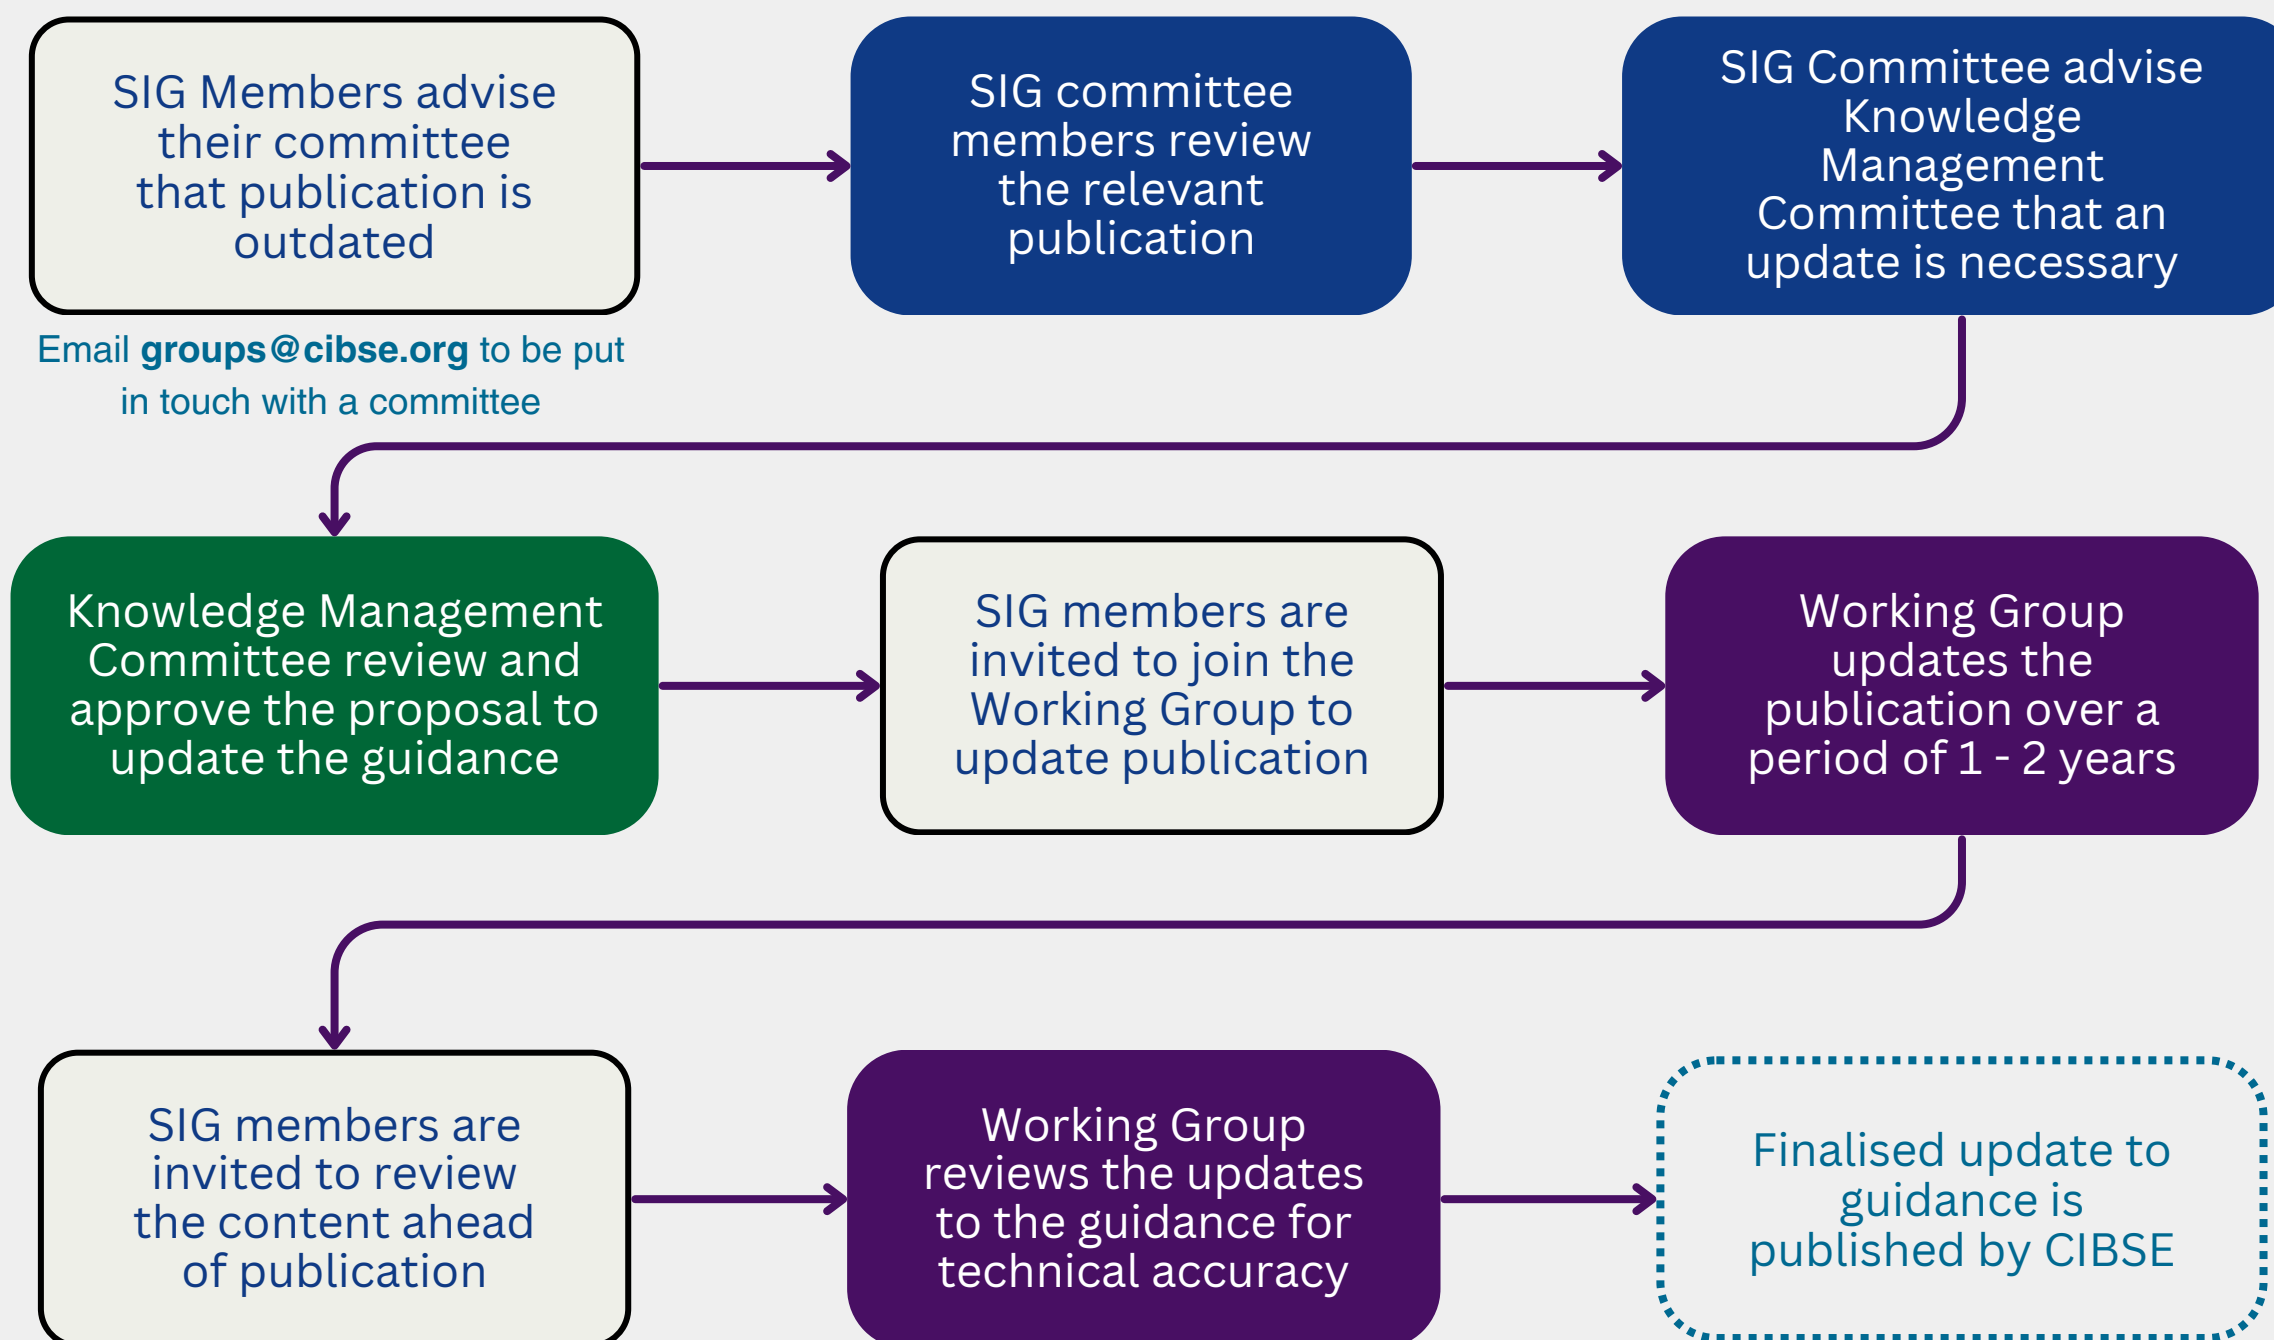 SIG Members advise
their committee
that publication is
outdated
SIG committee
members review
the relevant
publication
SIG Committee advise
Knowledge
Management
Committee that an
update is necessary
Email groups@cibse.org to be put
in touch with a committee
Knowledge Management
Committee review and
approve the proposal to
update the guidance
SIG members are
invited to join the
Working Group to
update publication
Working Group
updates the
publication over a
period of 1 - 2 years
SIG members are
invited to review
the content ahead
of publication
Working Group
reviews the updates
to the guidance for
technical accuracy
Finalised update to
guidance is
published by CIBSE